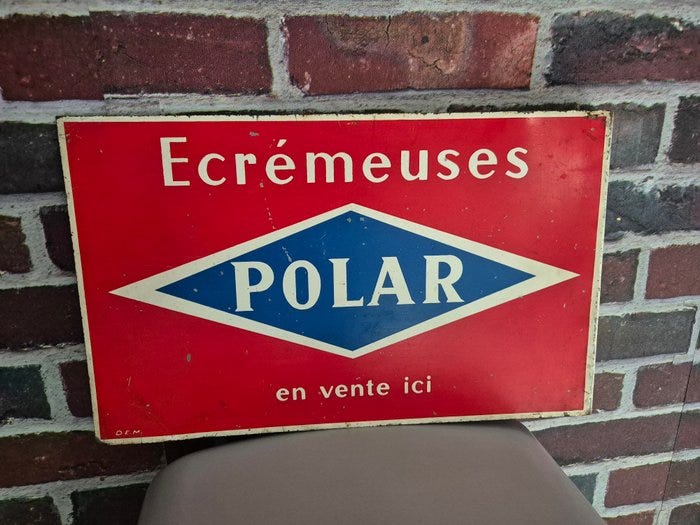 Ecrémeuses
POLAR
en vente ici
O.E.M.